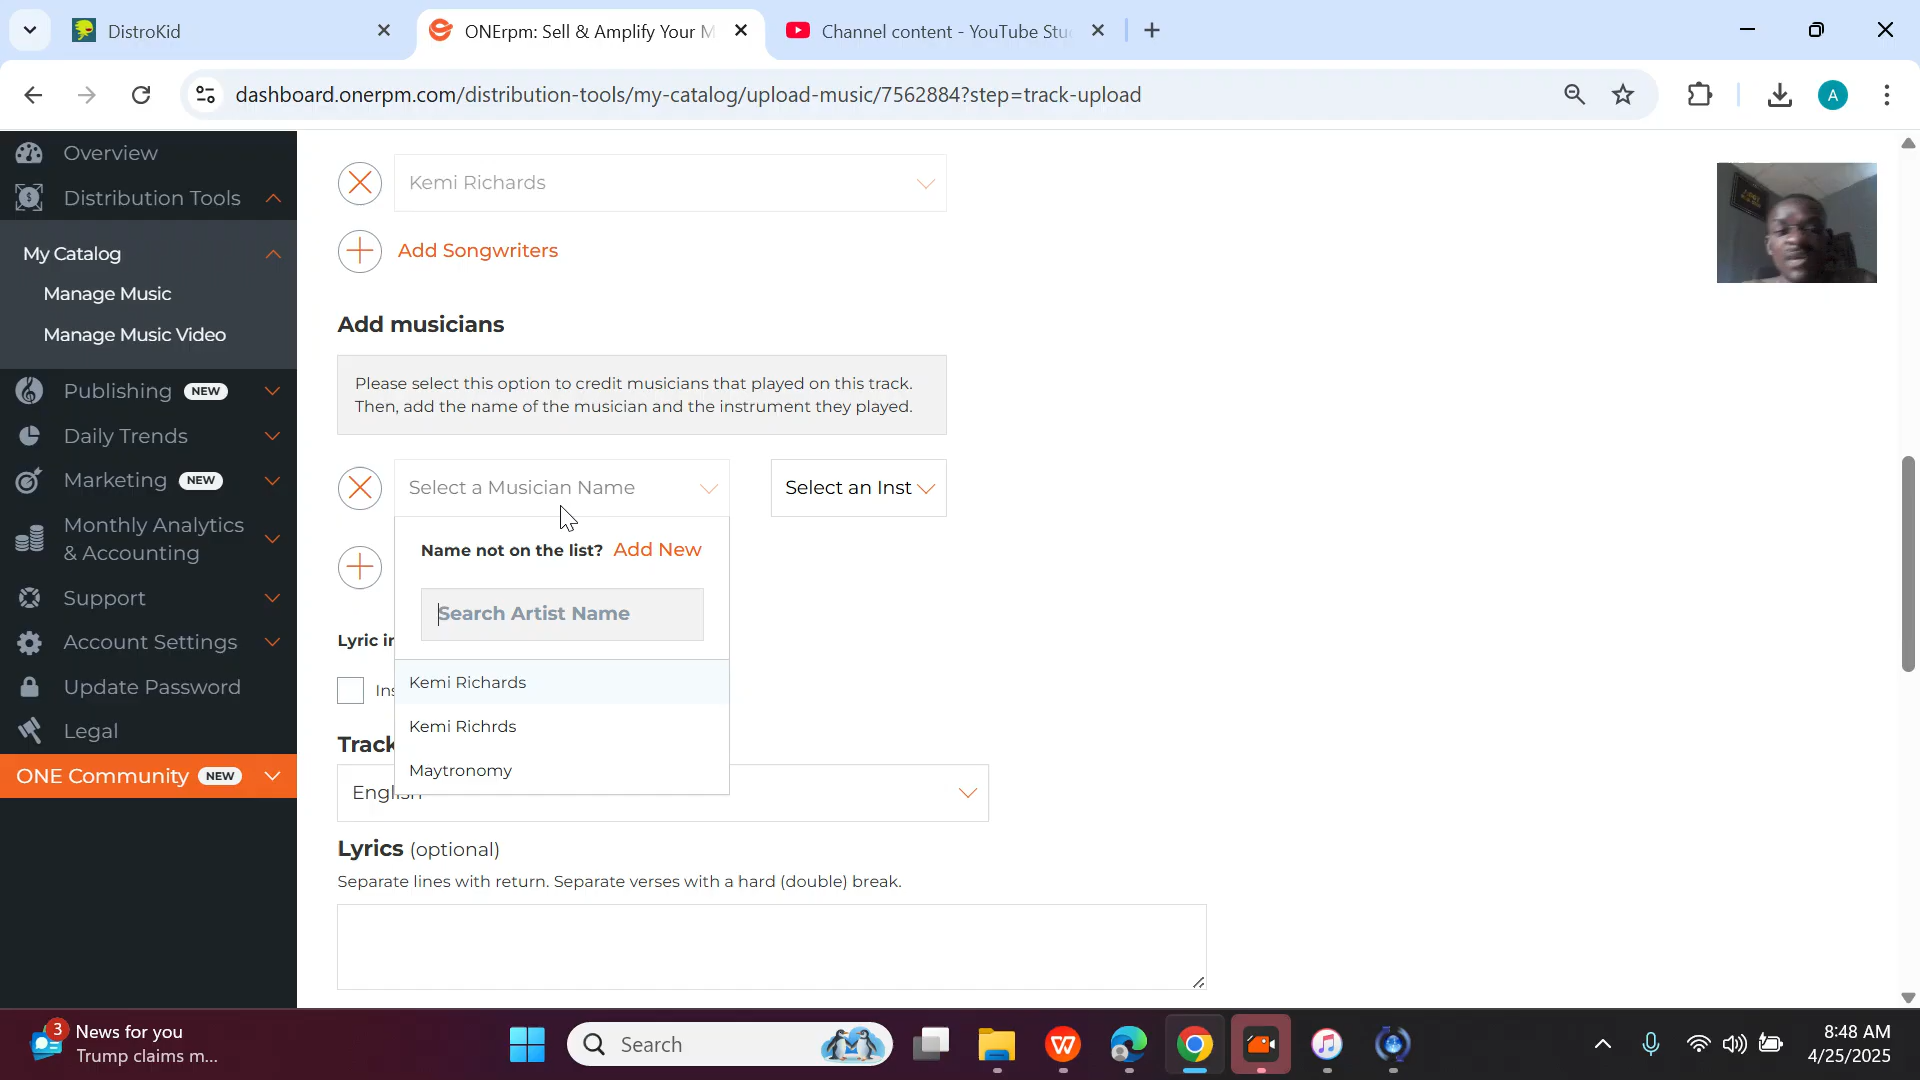 DistroKid
ONErpm: Sell & Amplify Your M
Channel content - YouTube Stu
dashboard.onerpm.com/distribution-tools/my-catalog/upload-music/7562884?step=track-upload
A
Overview
Distribution Tools
My Catalog
Manage Music
Manage Music Video
Publishing NEW
Daily Trends
Marketing NEW
Monthly Analytics
& Accounting
Support
Account Settings
Update Password
Legal
ONE Community NEW
Kemi Richards
Add Songwriters
Add musicians
Please select this option to credit musicians that played on this track.
Then, add the name of the musician and the instrument they played.
Select a Musician Name
Select an Inst
Name not on the list? Add New
Search Artist Name
Kemi Richards
Kemi Richrds
Maytronomy
Lyric in
Ins
Track
English
Lyrics (optional)
Separate lines with return. Separate verses with a hard (double) break.
3
News for you
Trump claims m...
Search
8:48 AM
4/25/2025